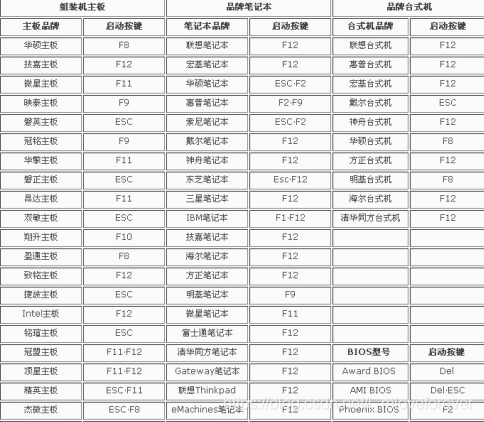 组装机主板 品牌笔记本 品牌台式机
主板品牌 启动按键 笔记本品牌 启动按键 台式机品牌 启动按键
华硕主板 F8 联想笔记本 F12 联想台式机 F12
技嘉主板 F12 宏基笔记本 F12 惠普台式机 F12
微星主板 F11 华硕笔记本 ESC·F2 宏基台式机 F12
映泰主板 F9 惠普笔记本 F2·F9 戴尔台式机 ESC
磐英主板 ESC 索尼笔记本 ESC·F2 神舟台式机 F12
冠铭主板 F9 戴尔笔记本 F12 华硕台式机 F8
华擎主板 F11 神舟笔记本 F12 方正台式机 F12
磐正主板 ESC 东芝笔记本 Esc·F12 明基台式机 F8
昂达主板 F11 三星笔记本 F12 海尔台式机 F12
双敏主板 ESC IBM笔记本 F1·F12 清华同方台式机 F12
翔升主板 F10 技嘉笔记本 F12
盈通主板 F8 海尔笔记本 F12
致铭主板 F12 方正笔记本 F12
捷波主板 ESC 明基笔记本 F9
Intel主板 F12 微星笔记本 F11
铭瑄主板 ESC 富士通笔记本 F12
冠盟主板 F11·F12 清华同方笔记本 F12 BIOS型号 启动按键
顶星主板 F11·F12 Gateway笔记本 F12 Award BIOS Del
精英主板 ESC·F11 联想Thinkpad F12 AMI BIOS Del·ESC
杰微主板 ESC·F8 eMachines笔记本 F12 Phoenix BIOS F2